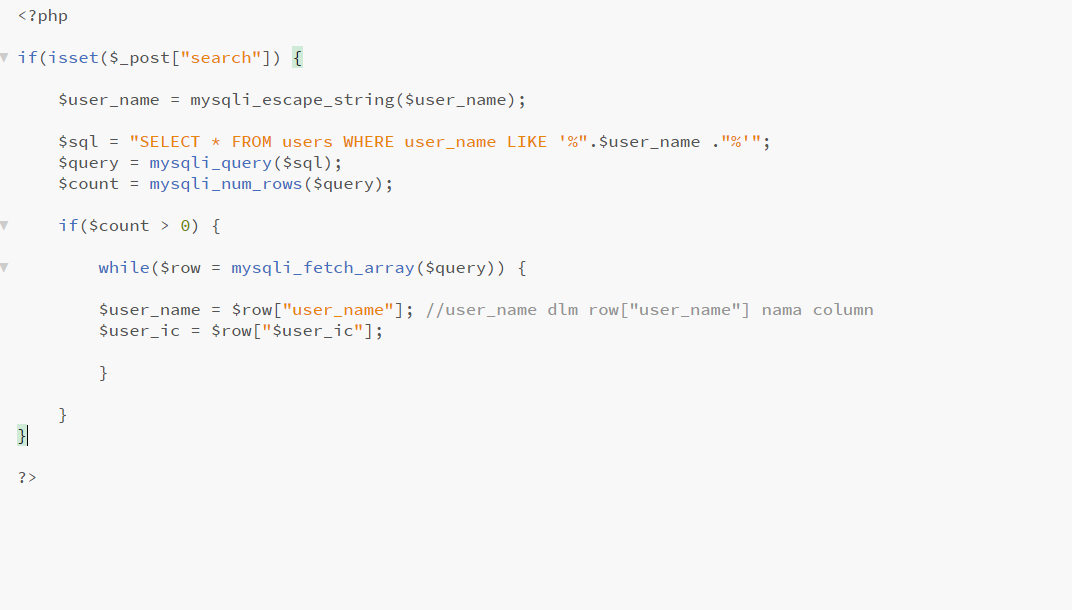 <?php
if(isset($_post["search"]) {
$user_name = mysqli_escape_string($user_name);
$sql = "SELECT * FROM users WHERE user_name LIKE '%".$user_name ."%'";
$query = mysqli_query($sql);
$count = mysqli_num_rows($query);
if($count > 0) {
while($row = mysqli_fetch_array($query)) {
$user_name = $row["user_name"]; //user_name dlm row["user_name"] nama column
$user_ic = $row["$user_ic"];
}
}
}
?>